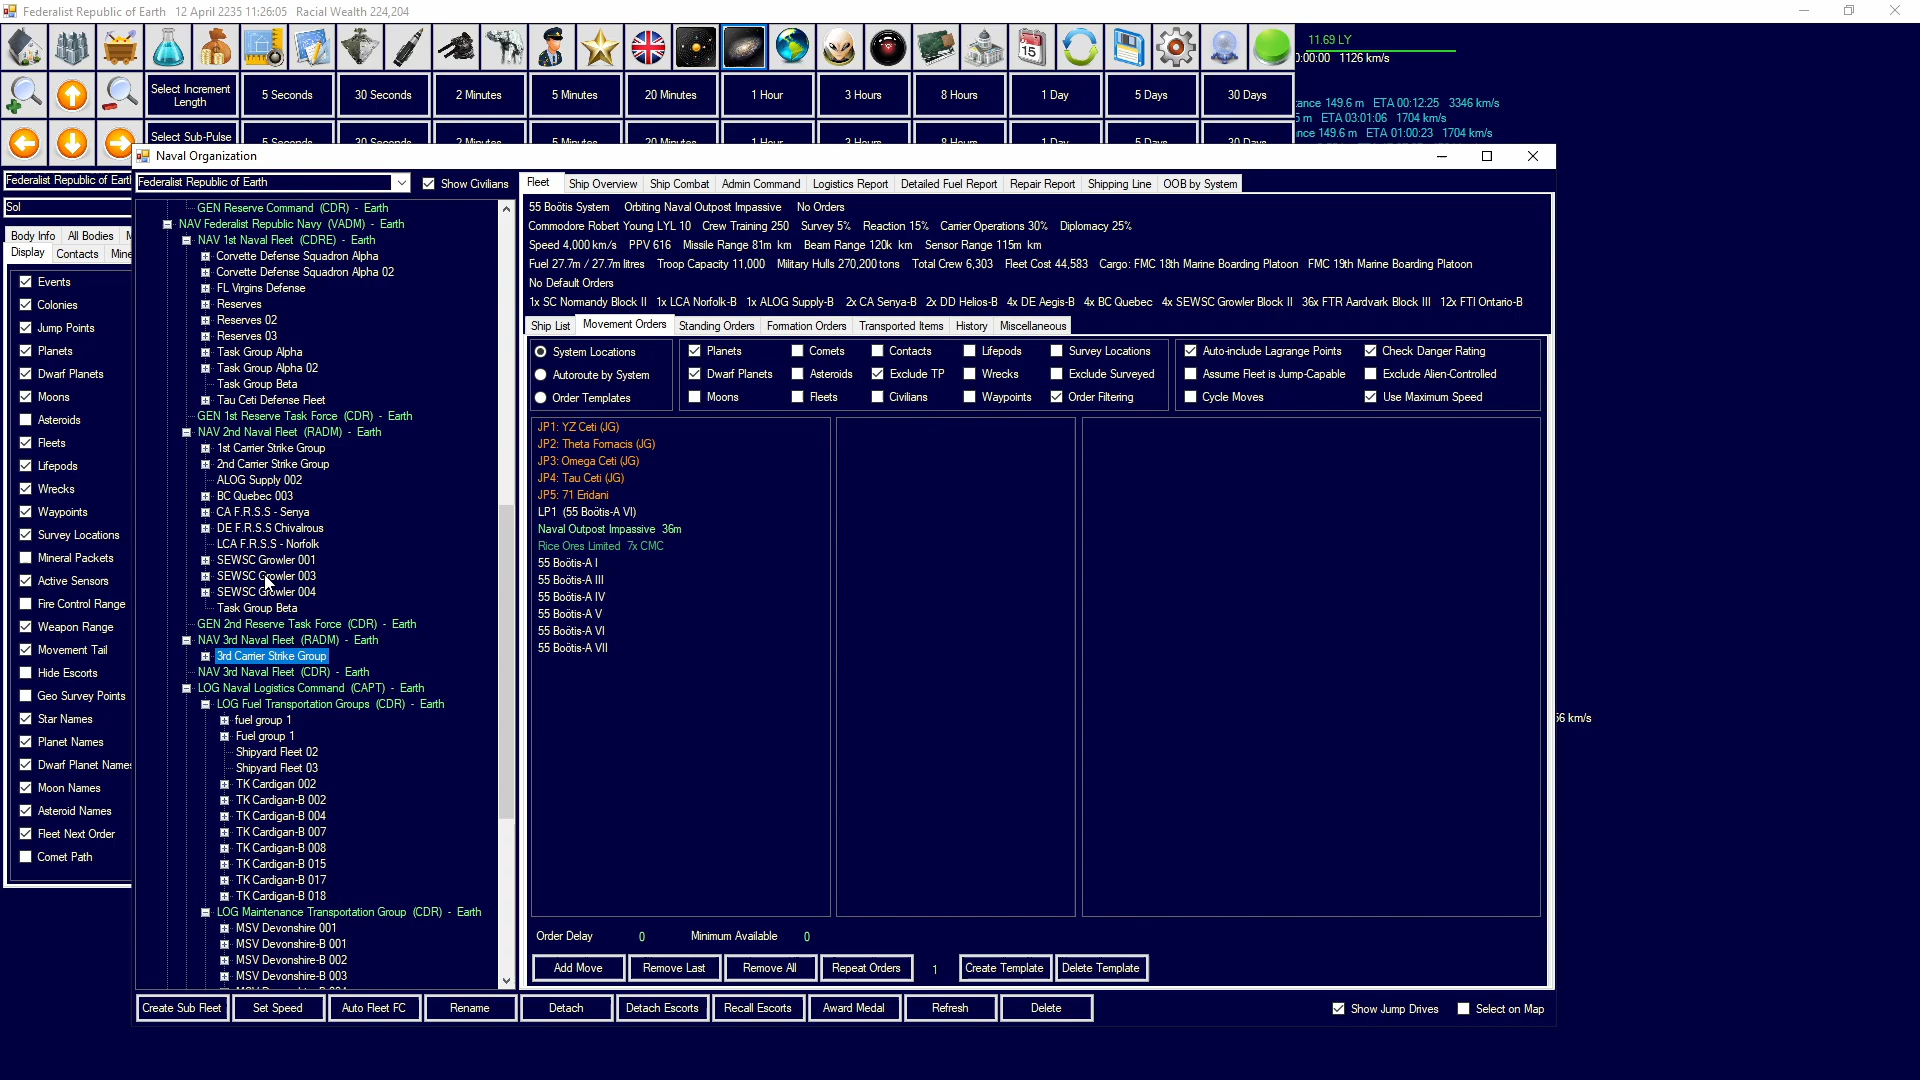 Federalist Republic of Earth   12 April 2235 11:26:05   Racial Wealth 224,204
11.69 LY
1126 km/s
Select Increment Length
5 Seconds
30 Seconds
2 Minutes
5 Minutes
20 Minutes
1 Hour
3 Hours
8 Hours
1 Day
5 Days
30 Days
149.6 m   ETA 00:12:25   3346 km/s
ETA 03:01:06   1704 km/s
149.6 m   ETA 01:00:23   1704 km/s
Select Sub-Pulse
Federalist Republic of Eart
Sol
Body Info   All Bodies
Display   Contacts   Mine
Events
Colonies
Jump Points
Planets
Dwarf Planets
Moons
Asteroids
Fleets
Lifepods
Wrecks
Waypoints
Survey Locations
Mineral Packets
Active Sensors
Fire Control Range
Weapon Range
Movement Tail
Hide Escorts
Geo Survey Points
Star Names
Planet Names
Dwarf Planet Names
Moon Names
Asteroid Names
Fleet Next Order
Comet Path
Naval Organization
Federalist Republic of Earth
Show Civilians
GEN Reserve Command (CDR) - Earth
NAV Federalist Republic Navy (VADM) - Earth
NAV 1st Naval Fleet (CDRE) - Earth
Corvette Defense Squadron Alpha
Corvette Defense Squadron Alpha 02
FL Virgins Defense
Reserves
Reserves 02
Reserves 03
Task Group Alpha
Task Group Alpha 02
Task Group Beta
Tau Ceti Defense Fleet
GEN 1st Reserve Task Force (CDR) - Earth
NAV 2nd Naval Fleet (RADM) - Earth
1st Carrier Strike Group
2nd Carrier Strike Group
ALOG Supply 002
BC Quebec 003
CA F.R.S.S - Senya
DE F.R.S.S Chivalrous
LCA F.R.S.S - Norfolk
SEWSC Growler 001
SEWSC Growler 003
SEWSC Growler 004
Task Group Beta
GEN 2nd Reserve Task Force (CDR) - Earth
NAV 3rd Naval Fleet (RADM) - Earth
3rd Carrier Strike Group
NAV 3rd Naval Fleet (CDR) - Earth
LOG Naval Logistics Command (CAPT) - Earth
LOG Fuel Transportation Groups (CDR) - Earth
fuel group 1
Fuel group 1
Shipyard Fleet 02
Shipyard Fleet 03
TK Cardigan 002
TK Cardigan-B 002
TK Cardigan-B 004
TK Cardigan-B 007
TK Cardigan-B 008
TK Cardigan-B 015
TK Cardigan-B 017
TK Cardigan-B 018
LOG Maintenance Transportation Group (CDR) - Earth
MSV Devonshire 001
MSV Devonshire-B 001
MSV Devonshire-B 002
MSV Devonshire-B 003
Fleet   Ship Overview   Ship Combat   Admin Command   Logistics Report   Detailed Fuel Report   Repair Report   Shipping Line   OOB by System
55 Boötis System   Orbiting Naval Outpost Impassive   No Orders
Commodore Robert Young LYL 10   Crew Training 250   Survey 5%   Reaction 15%   Carrier Operations 30%   Diplomacy 25%
Speed 4,000 km/s   PPV 616   Missile Range 81m km   Beam Range 120k km   Sensor Range 115m km
Fuel 27.7m / 27.7m litres   Troop Capacity 11,000   Military Hulls 270,200 tons   Total Crew 6,303   Fleet Cost 44,583   Cargo: FMC 18th Marine Boarding Platoon   FMC 19th Marine Boarding Platoon
No Default Orders
1x SC Normandy Block II   1x LCA Norfolk-B   1x ALOG Supply-B   2x CA Senya-B   2x DD Helios-B   4x DE Aegis-B   4x BC Quebec   4x SEWSC Growler Block II   36x FTR Aardvark Block III   12x FTI Ontario-B
Ship List   Movement Orders   Standing Orders   Formation Orders   Transported Items   History   Miscellaneous
System Locations
Autoroute by System
Order Templates
Planets   Comets   Contacts   Lifepods   Survey Locations
Dwarf Planets   Asteroids   Exclude TP   Wrecks   Exclude Surveyed
Moons   Fleets   Civilians   Waypoints   Order Filtering
Auto-include Lagrange Points   Check Danger Rating
Assume Fleet is Jump-Capable   Exclude Alien-Controlled
Cycle Moves   Use Maximum Speed
JP1: YZ Ceti (JG)
JP2: Theta Fornacis (JG)
JP3: Omega Ceti (JG)
JP4: Tau Ceti (JG)
JP5: 71 Eridani
LP1 (55 Boötis-A VI)
Naval Outpost Impassive 36m
Rice Ores Limited 7x CMC
55 Boötis-A I
55 Boötis-A III
55 Boötis-A IV
55 Boötis-A V
55 Boötis-A VI
55 Boötis-A VII
Order Delay   0   Minimum Available   0
Add Move   Remove Last   Remove All   Repeat Orders   1   Create Template   Delete Template
Create Sub Fleet   Set Speed   Auto Fleet FC   Rename   Detach   Detach Escorts   Recall Escorts   Award Medal   Refresh   Delete
Show Jump Drives   Select on Map